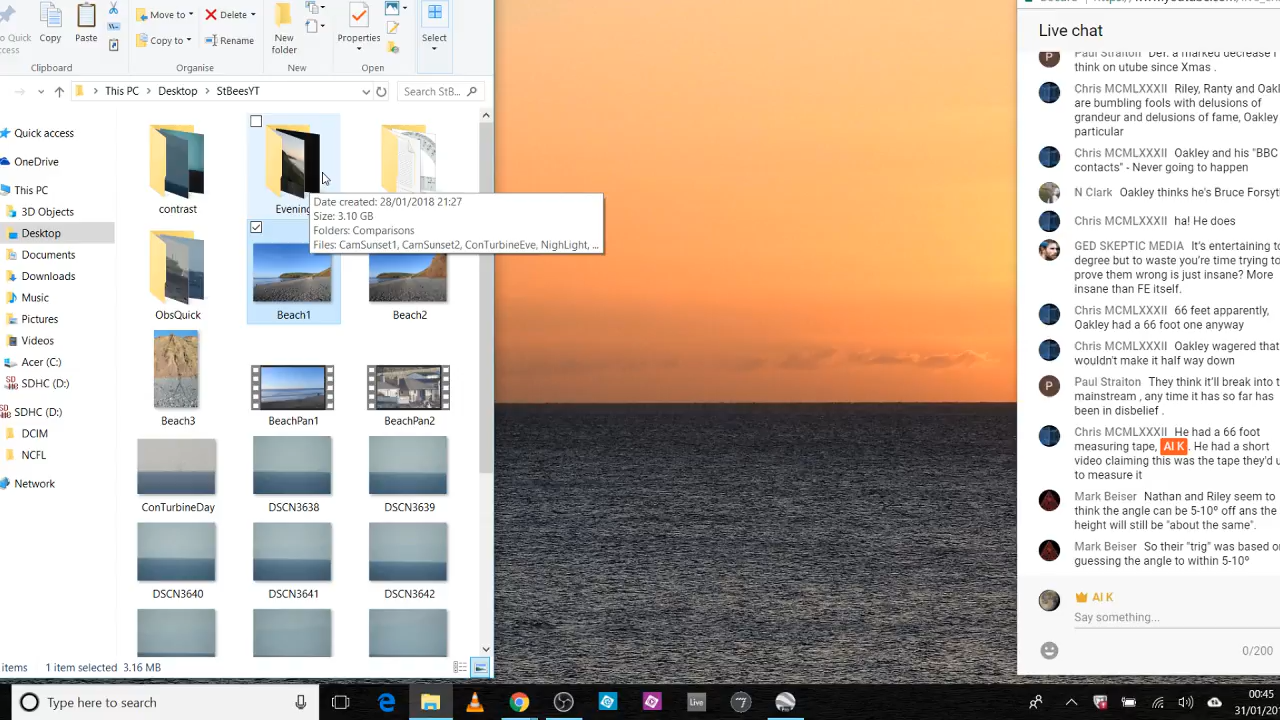 Move to
Delete
Copy
Paste
Copy to
Rename
New
folder
Properties
Select
Quick
ess
Clipboard
Organise
New
Open
This PC
Desktop
StBeesYT
Search StB...
Quick access
OneDrive
This PC
3D Objects
Desktop
Documents
Downloads
Music
Pictures
Videos
Acer (C:)
SDHC (D:)
SDHC (D:)
DCIM
NCFL
Network
contrast
Evening
ObsQuick
Beach1
Beach2
Beach3
BeachPan1
BeachPan2
ConTurbineDay
DSCN3638
DSCN3639
DSCN3640
DSCN3641
DSCN3642
Date created: 28/01/2018 21:27
Size: 3.10 GB
Folders: Comparisons
Files: CamSunset1, CamSunset2, ConTurbineEve, NighLight, ...
items 1 item selected 3.16 MB
Live chat
Paul Straiton Def. a marked decrease I
think on utube since Xmas .
Chris MCMLXXXII Riley, Ranty and Oakl
are bumbling fools with delusions of
grandeur and delusions of fame, Oakley
particular
Chris MCMLXXXII Oakley and his "BBC
contacts" - Never going to happen
N Clark Oakley thinks he's Bruce Forsyt
Chris MCMLXXXII ha! He does
GED SKEPTIC MEDIA It's entertaining to
degree but to waste you're time trying to
prove them wrong is just insane? More
insane than FE itself.
Chris MCMLXXXII 66 feet apparently,
Oakley had a 66 foot one anyway
Chris MCMLXXXII Oakley wagered that
wouldn't make it half way down
Paul Straiton They think it'll break into t
mainstream , any time it has so far has
been in disbelief .
Chris MCMLXXXII He had a 66 foot
measuring tape, Al K . He had a short
video claiming this was the tape they'd u
to measure it
Mark Beiser Nathan and Riley seem to
think the angle can be 5-10º off ans the
height will still be "about the same".
Mark Beiser So their "trig" was based o
guessing the angle to within 5-10º
Al K
Say something...
0/200
Type here to search
Live
00:45
31/01/201